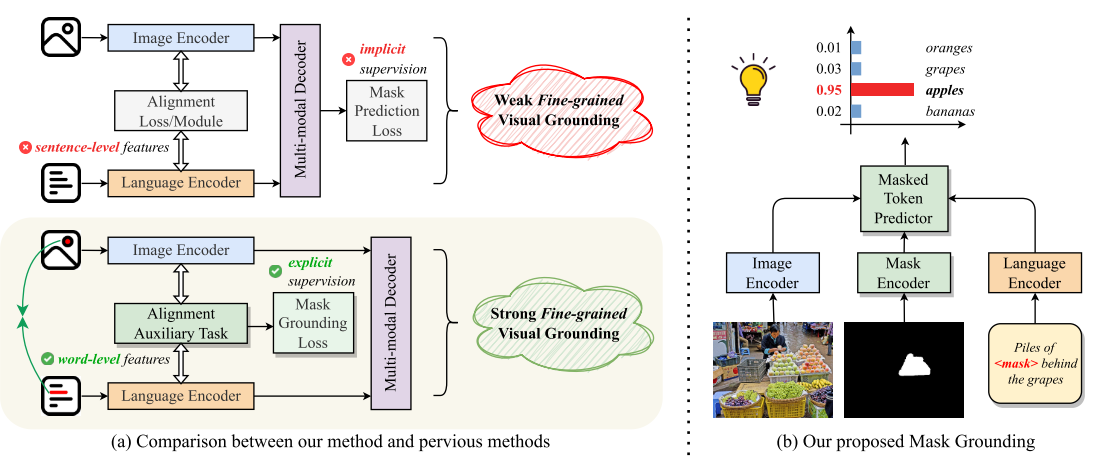 Image Encoder
implicit
supervision
Alignment
Loss/Module
Multi-modal Decoder
Mask
Prediction
Loss
Weak Fine-grained
Visual Grounding
sentence-level features
Language Encoder
Image Encoder
explicit
supervision
Alignment
Auxiliary Task
Mask
Grounding
Loss
Multi-modal Decoder
Strong Fine-grained
Visual Grounding
word-level features
Language Encoder
(a) Comparison between our method and pervious methods
0.01 oranges
0.03 grapes
0.95 apples
0.02 bananas
Masked
Token
Predictor
Image
Encoder
Mask
Encoder
Language
Encoder
Piles of
<mask> behind
the grapes
(b) Our proposed Mask Grounding